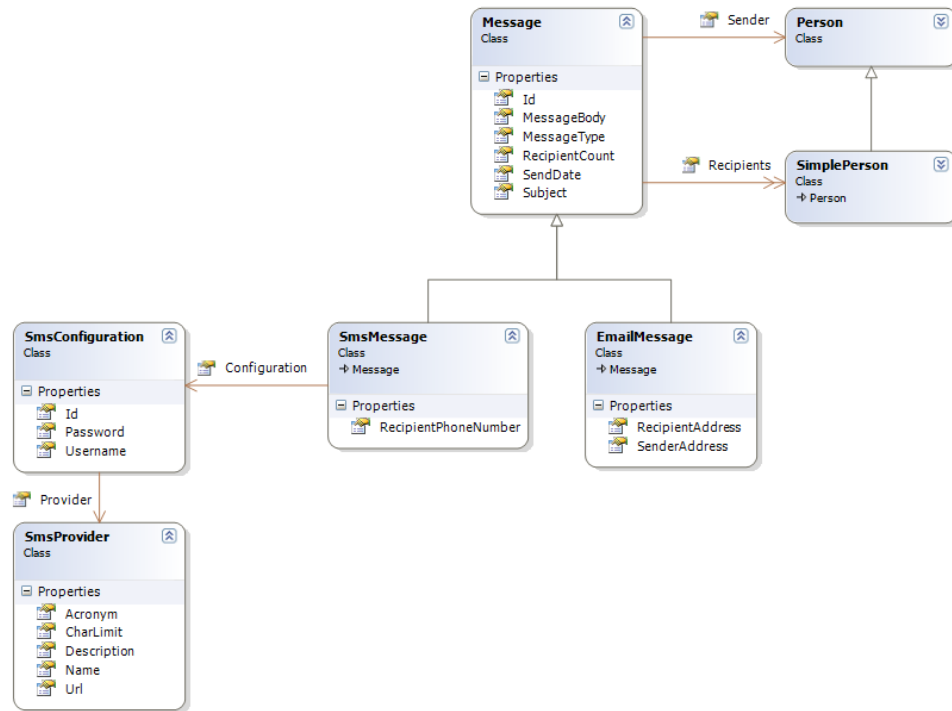 Message
Class
Properties
Id
MessageBody
MessageType
RecipientCount
SendDate
Subject
Sender
Person
Class
Recipients
SimplePerson
Class
Person
SmsConfiguration
Class
Properties
Id
Password
Username
Configuration
SmsMessage
Class
Message
Properties
RecipientPhoneNumber
EmailMessage
Class
Message
Properties
RecipientAddress
SenderAddress
Provider
SmsProvider
Class
Properties
Acronym
CharLimit
Description
Name
Url